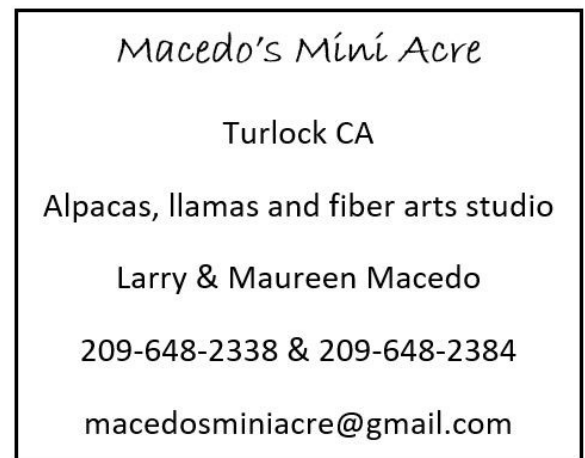 Macedo's Mini Acre
Turlock CA
Alpacas, llamas and fiber arts studio
Larry & Maureen Macedo
209-648-2338 & 209-648-2384
macedosminiacre@gmail.com